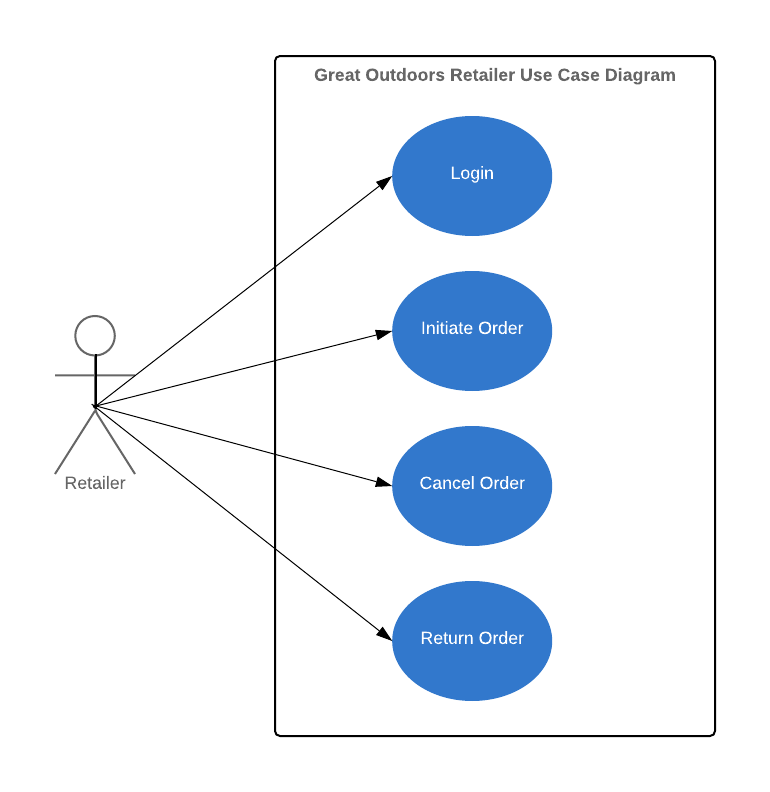 Great Outdoors Retailer Use Case Diagram
Login
Initiate Order
Cancel Order
Retailer
Return Order